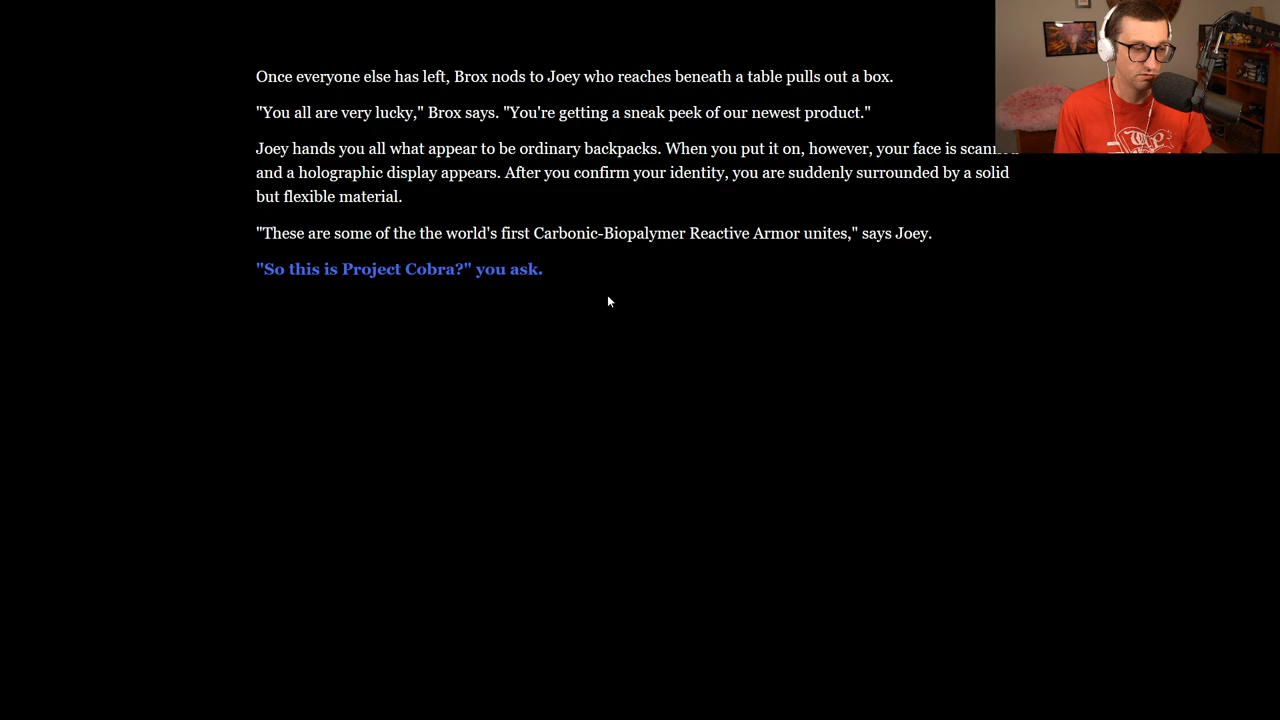 Once everyone else has left, Brox nods to Joey who reaches beneath a table pulls out a box.
"You all are very lucky," Brox says. "You're getting a sneak peek of our newest product."
Joey hands you all what appear to be ordinary backpacks. When you put it on, however, your face is scanned
and a holographic display appears. After you confirm your identity, you are suddenly surrounded by a solid
but flexible material.
"These are some of the the world's first Carbonic-Biopalymer Reactive Armor unites," says Joey.
"So this is Project Cobra?" you ask.